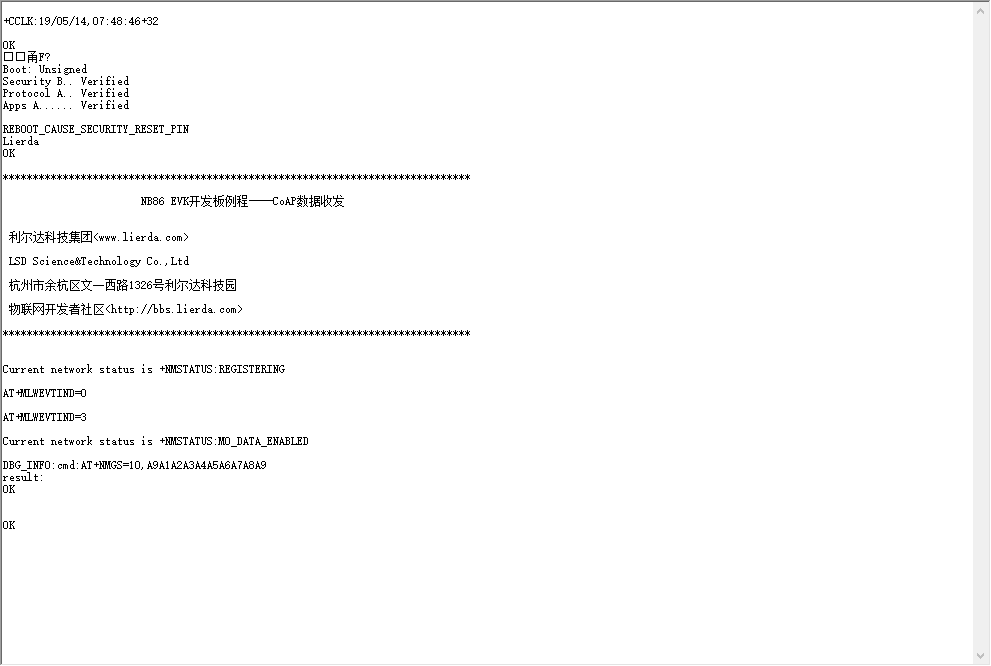 +CCLK:19/05/14,07:48:46+32
OK
□□甬F?
Boot: Unsigned
Security B.. Verified
Protocol A.. Verified
Apps A...... Verified
REBOOT_CAUSE_SECURITY_RESET_PIN
Lierda
OK
******************************************************************************
NB86 EVK开发板例程——CoAP数据收发
利尔达科技集团<www.lierda.com>
LSD Science&Technology Co.,Ltd
杭州市余杭区文一西路1326号利尔达科技园
物联网开发者社区<http://bbs.lierda.com>
******************************************************************************
Current network status is +NMSTATUS:REGISTERING
AT+MLWEVTIND=0
AT+MLWEVTIND=3
Current network status is +NMSTATUS:MO_DATA_ENABLED
DBG_INFO:cmd:AT+NMGS=10,A9A1A2A3A4A5A6A7A8A9
result:
OK
OK